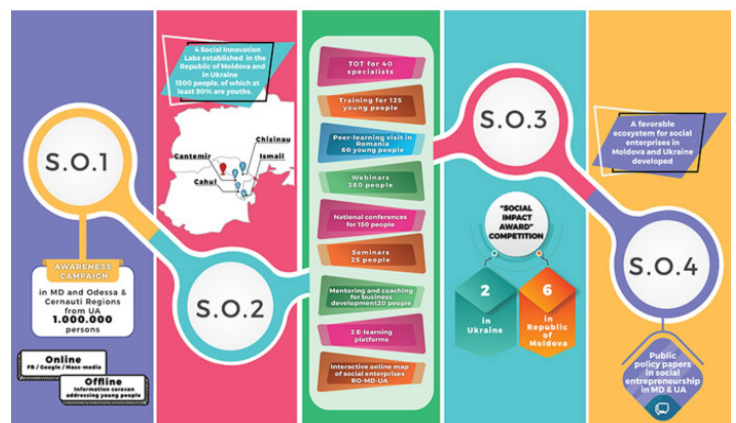 S.O.1
AWARENESS
CAMPAIGN
in MD and Odessa &
Cernauti Regions
from UA
1.000.000
persons
Online
FB / Google / Mass-media
Offline
Information caravan
addressing young people
4 Social Innovation
Labs established in the
Republic of Moldova and
in Ukraine
1500 people, of which at
least 90% are youths.
Chisinau
Cantemir
Ismail
Cahul
S.O.2
TOT for 40
specialists
Training for 125
young people
Peer-learning visit in
Romania
60 young people
Webinars
360 people
National conferences
for 150 people
Seminars
25 people
Mentoring and coaching
for business
development20 people
2 E-learning
platforms
Interactive online map
of social enterprises
RO-MD-UA
S.O.3
"SOCIAL
IMPACT
AWARD"
COMPETITION
2
in
Ukraine
6
in
Republic
of
Moldova
A favorable
ecosystem for social
enterprises in
Moldova and Ukraine
developed
S.O.4
Public
policy papers
in social
entrepreneurship
in MD & UA